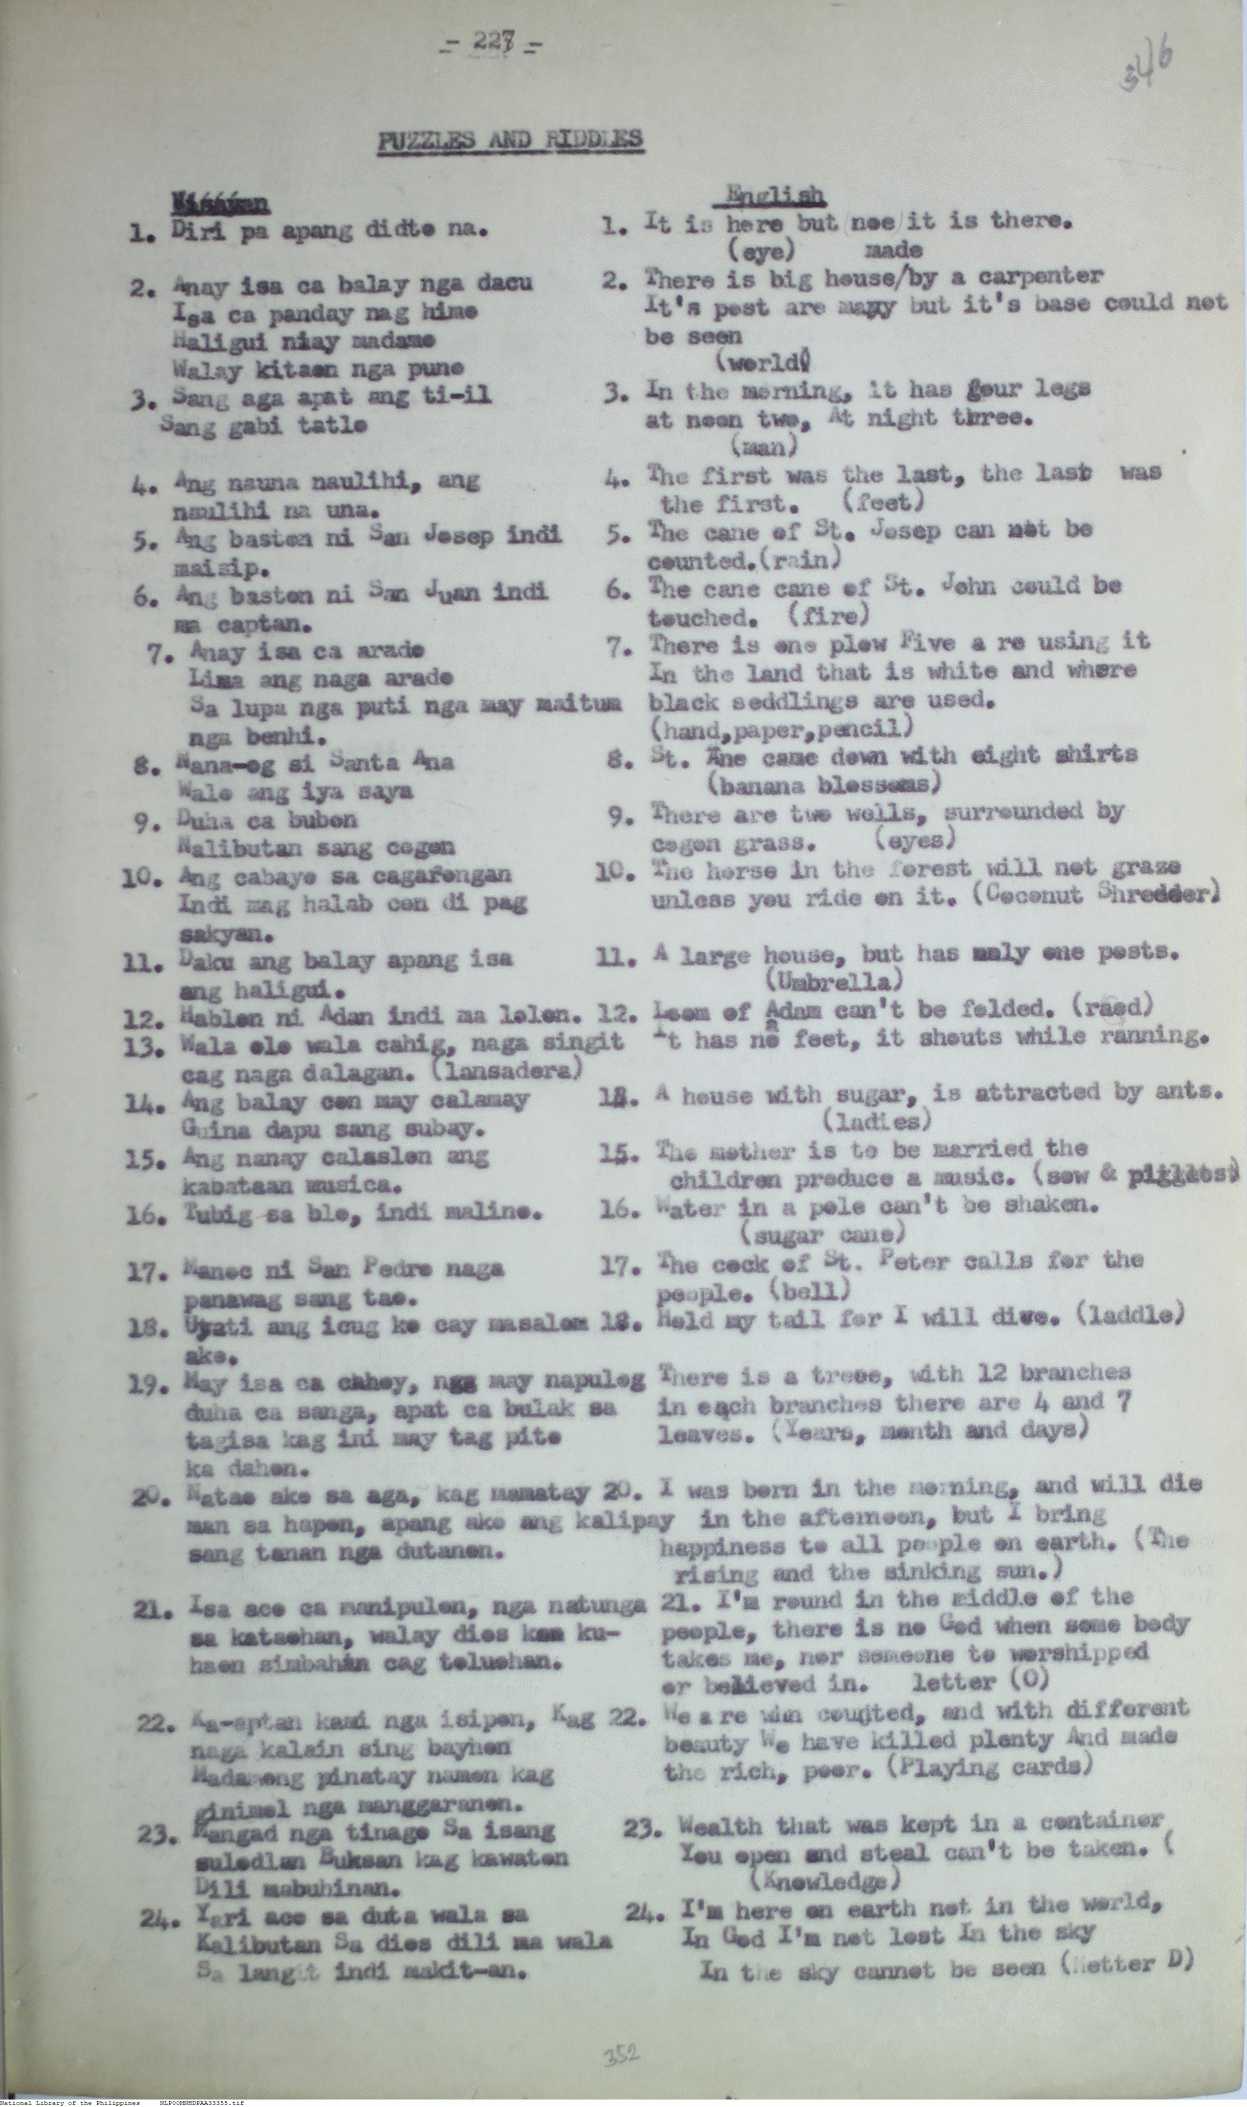 - 227 -
346
PUZZLES AND RIDDLES
Visayan
1. Diri pa apang didto na.
2. Anay isa ca balay nga dacu
Isa ca panday nag himo
Haligui niay madamo
Walay kitaon nga puno
3. Sang aga apat ang ti-il
Sang gabi tatlo
4. Ang nauna naulihi, ang
naulihi na una.
5. Ang baston ni San Josep indi
maisip.
6. Ang baston ni San Juan indi
ma captan.
7. Anay isa ca arado
Lima ang naga arado
Sa lupa nga puti nga may maitum
nga benhi.
8. Nana-og si Santa Ana
Walo ang iya saya
9. Duha ca bubon
Nalibutan sang cogon
10. Ang cabayo sa cagarongan
Indi mag halab con di pag
sakyan.
11. Daku ang balay apang isa
ang haligui.
12. Hablon ni Adan indi ma lolon.
13. Wala olo wala cahig, naga singit
cag naga dalagan. (lansadera)
14. Ang balay con may calamay
Guina dapu sang subay.
15. Ang nanay calaslon ang
kabataan musica.
16. Tubig sa blo, indi malino.
17. Manoc ni San Pedro naga
panawag sang tao.
18. Uyati ang icug ko cay masalom
ako.
19. May isa ca cahoy, nga may napulog
duha ca sanga, apat ca bulak sa
tagisa kag ini may tag pito
ka dahon.
20. Natao ako sa aga, kag mamatay
man sa hapon, apang ako ang kalipay
sang tanan nga dutanon.
21. Isa aco ca manipulon, nga natunga
sa kataohan, walay dios kon ku-
haon simbahan cag toluohan.
22. Ka-aptan kami nga isipon, Kag
naga kalain sing bayhon
Madamong pinatay namon kag
ginimol nga manggaranon.
23. Mangad nga tinago Sa isang
sulodlan Buksan kag kawaton
Dili mabuhinan.
24. Yari aco sa duta wala sa
Kalibutan Sa dios dili ma wala
Sa langit indi makit-an.
English
1. It is here but noe it is there.
(eye)
made
2. There is big house/by a carpenter
It's post are many but it's base could not
be seen
(world)
3. In the morning, it has four legs
at noon two, At night three.
(man)
4. The first was the last, the last was
the first. (feet)
5. The cane of St. Josep can not be
counted.(rain)
6. The cane cane of St. John could be
touched. (fire)
7. There is one plow Five a re using it
In the land that is white and where
black seddlings are used.
(hand,paper,pencil)
8. St. Ane came down with eight shirts
(banana blossoms)
9. There are two wells, surrounded by
cogon grass. (eyes)
10. The horse in the forest will not graze
unless you ride on it. (Coconut Shredder)
11. A large house, but has only one posts.
(Umbrella)
12. Loom of Adam can't be folded. (raod)
It has no feet, it shouts while ranning.
14. A house with sugar, is attracted by ants.
(ladies)
15. The mother is to be married the
children produce a music. (sow & piglets)
16. Water in a pole can't be shaken.
(sugar cane)
17. The cock of St. Peter calls for the
people. (bell)
18. Hold my tail for I will dive. (laddle)
There is a treee, with 12 branches
in each branches there are 4 and 7
leaves. (Years, month and days)
20. I was born in the morning, and will die
in the afternoon, but I bring
happiness to all people on earth. (The
rising and the sinking sun.)
21. I'm round in the middle of the
people, there is no God when some body
takes me, nor someone to worshipped
or believed in. letter (O)
22. We a re counted, and with different
beauty We have killed plenty And made
the rich, poor. (Playing cards)
23. Wealth that was kept in a container
You open and steal can't be taken. (
(Knowledge)
24. I'm here on earth not in the world,
In God I'm not lost In the sky
In the sky cannot be seen (Letter D)
352
National Library of the Philippines NLPOOMNHDPAA33355.tif